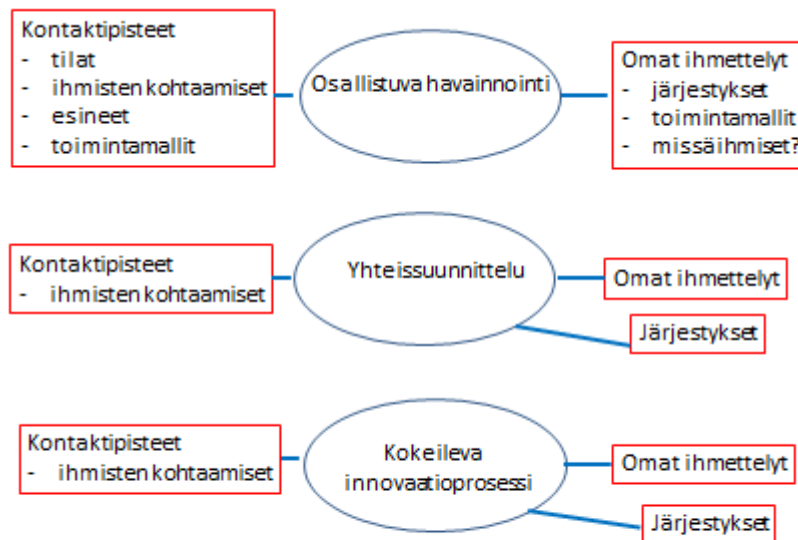 Kontaktipisteet
- tilat
- ihmisten kohtaamiset
- esineet
- toimintamallit
Osallistuva havainnointi
Omat ihmettelyt
- järjestykset
- toimintamallit
- missä ihmiset?
Kontaktipisteet
- ihmisten kohtaamiset
Yhteissuunnittelu
Omat ihmettelyt
Järjestykset
Kontaktipisteet
- ihmisten kohtaamiset
Kokeileva
innovaatioprosessi
Omat ihmettelyt
Järjestykset